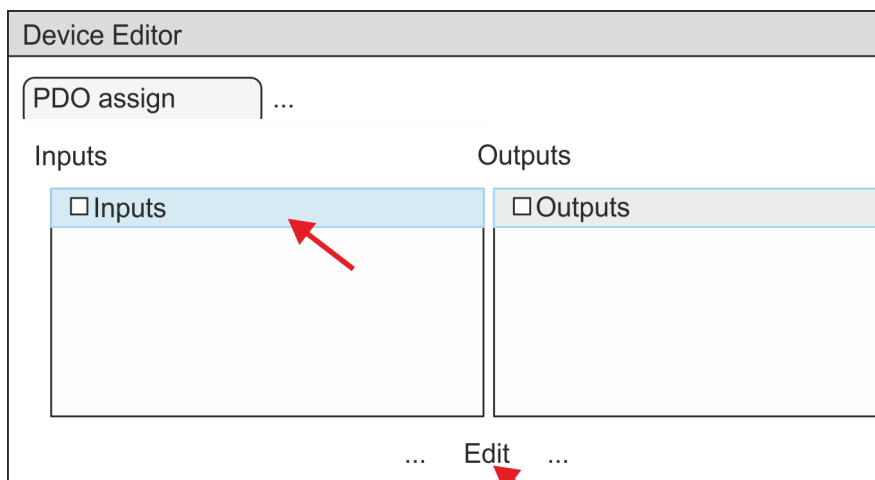 Device Editor
PDO assign ...
Inputs Outputs
Inputs Outputs
... Edit ...